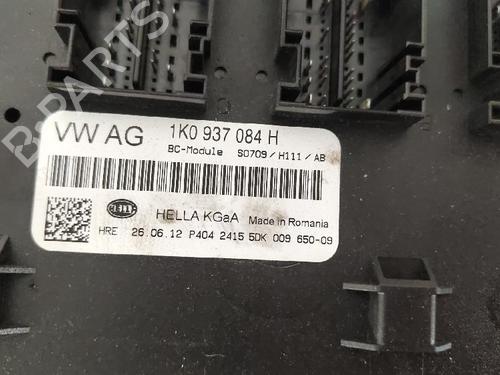 VW AG 1K0 937 084 H
BC-Module S0709 / H111 / AB
HELLA HELLA KGaA Made in Romania
HRE 26.06.12 P404 2415 5DK 009 650-09
B-PARTS